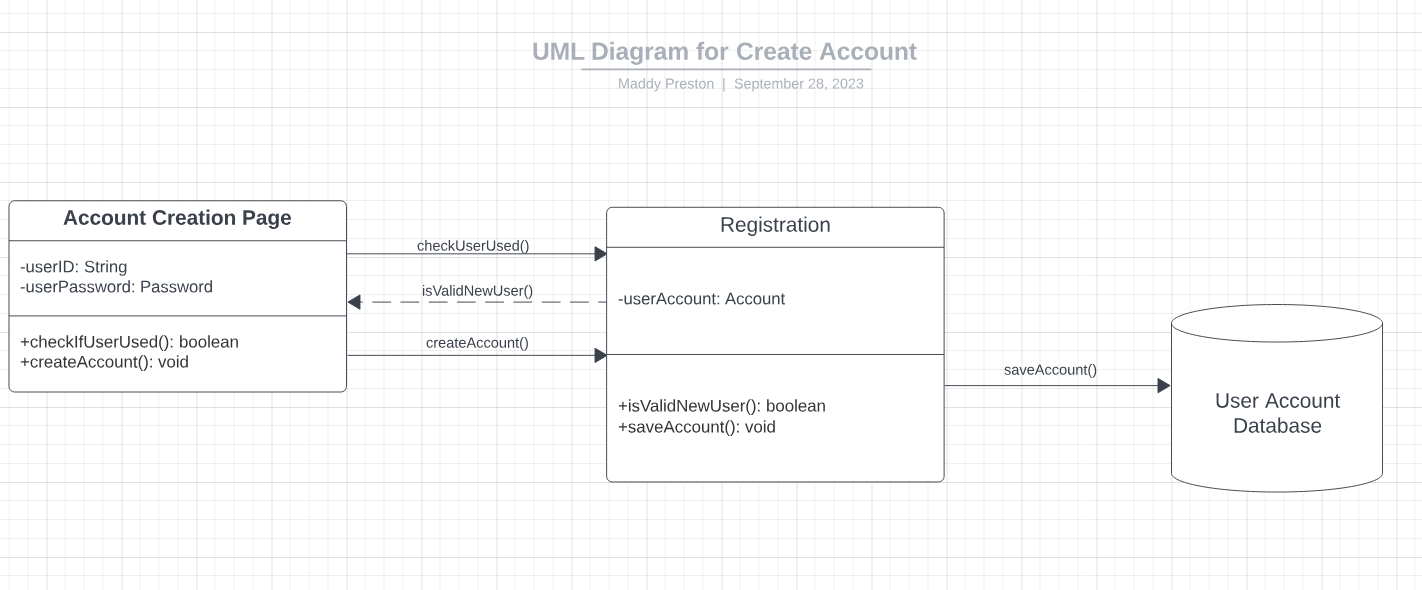 UML Diagram for Create Account
Maddy Preston | September 28, 2023
Account Creation Page
-userID: String
-userPassword: Password
+checkIfUserUsed(): boolean
+createAccount(): void
checkUserUsed()
isValidNewUser()
createAccount()
Registration
-userAccount: Account
+isValidNewUser(): boolean
+saveAccount(): void
saveAccount()
User Account
Database